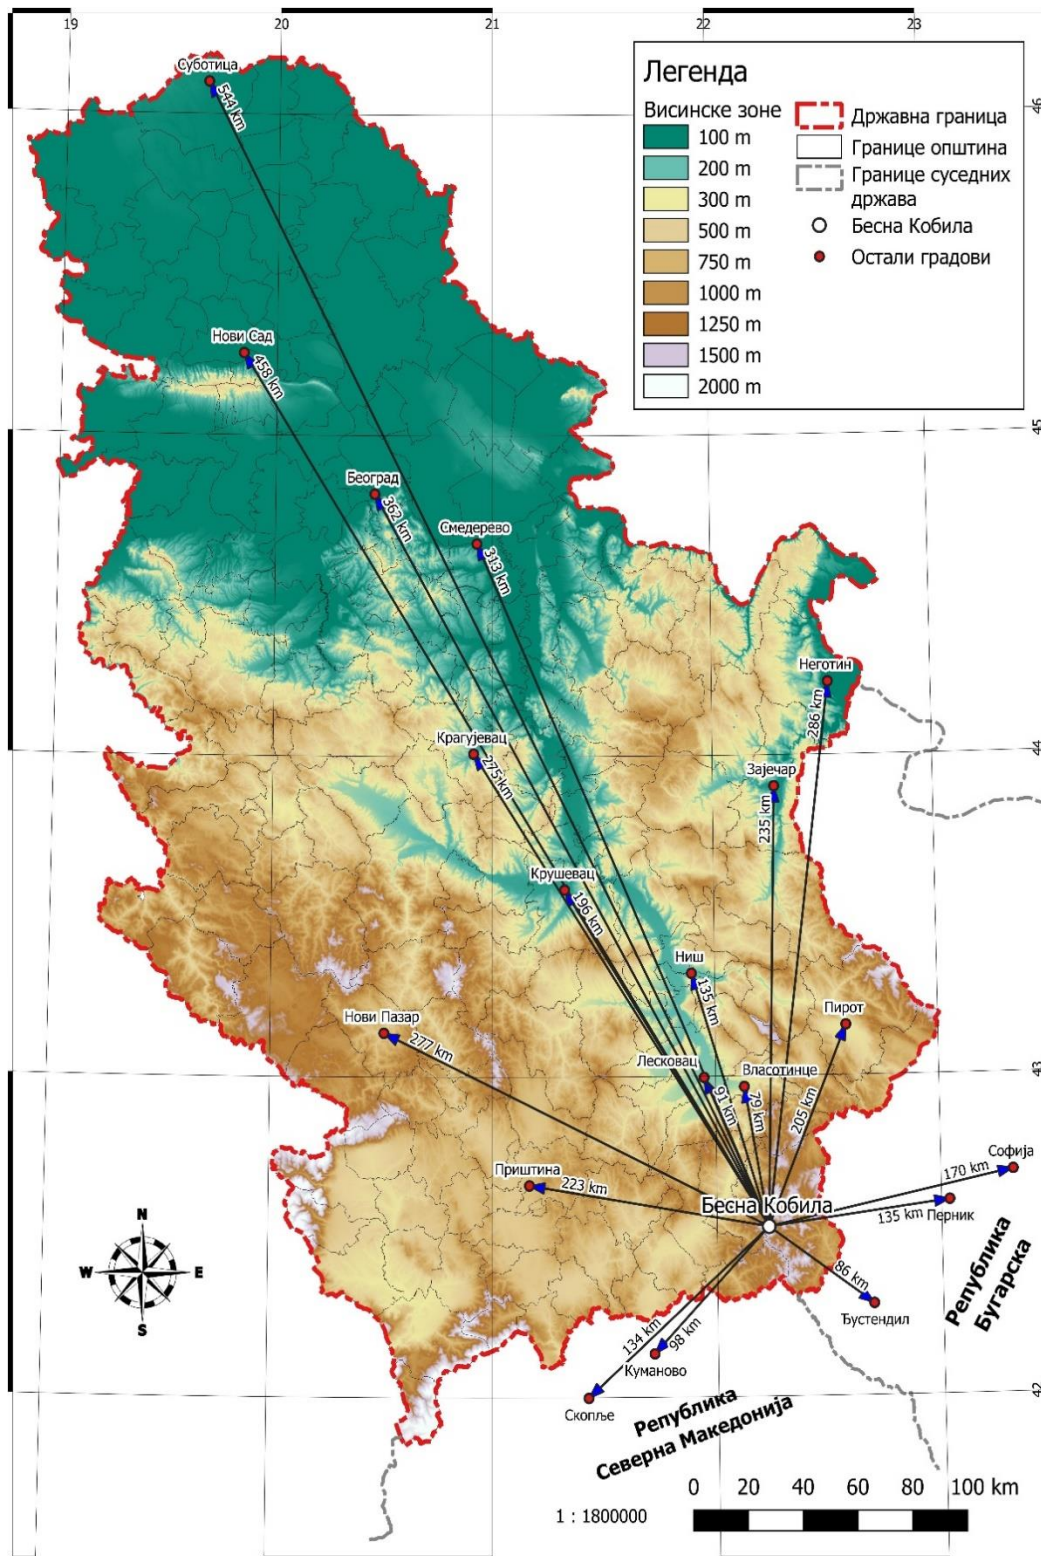 19
20
21
22
23
Суботица
544 km
Легенда
Висинске зоне
100 m
200 m
300 m
500 m
750 m
1000 m
1250 m
1500 m
2000 m
Државна граница
Границе општина
Границе суседних
држава
Бесна Кобила
Остали градови
46
Нови Сад
458 km
45
Београд
362 km
Смедерево
313 km
Неготин
286 km
Крагујевац
275 km
44
Зајечар
235 km
Крушевац
196 km
Ниш
135 km
Пирот
205 km
Нови Пазар
277 km
Лесковац
91 km
Власотинце
79 km
43
Софија
170 km
Приштина
223 km
Бесна Кобила
135 km
Перник
Република
Бугарска
86 km
Ћустендил
N
W
E
S
134 km
98 km
Куманово
Скопље
42
Република
Северна Македонија
0 20 40 60 80 100 km
1 : 1800000